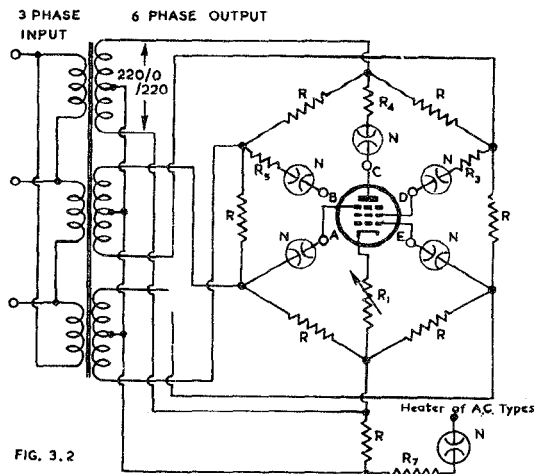 3 PHASE
INPUT
6 PHASE OUTPUT
220/0
/220
R
R4
R
N
R5
N
C
N
R3
B
D
R
A
E
R
N
N
R1
R
R
Heater of A.C. Types
R
R7
N
FIG. 3.2